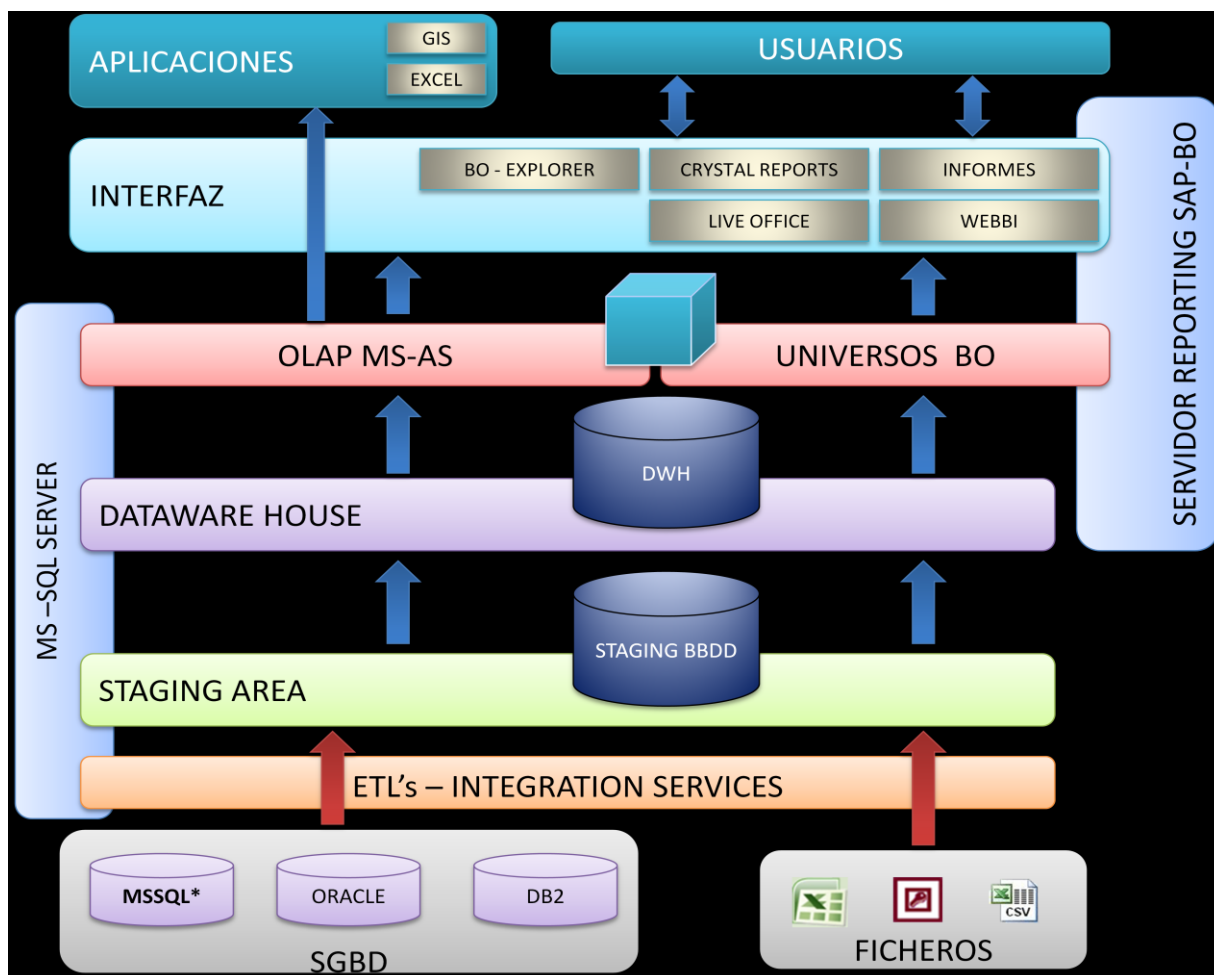 APLICACIONES
GIS
EXCEL
USUARIOS
INTERFAZ
BO - EXPLORER
CRYSTAL REPORTS
INFORMES
LIVE OFFICE
WEBBI
SERVIDOR REPORTING SAP-BO
OLAP MS-AS
UNIVERSOS BO
MS –SQL SERVER
DWH
DATAWARE HOUSE
STAGING BBDD
STAGING AREA
ETL’s – INTEGRATION SERVICES
MSSQL*
ORACLE
DB2
SGBD
CSV
FICHEROS